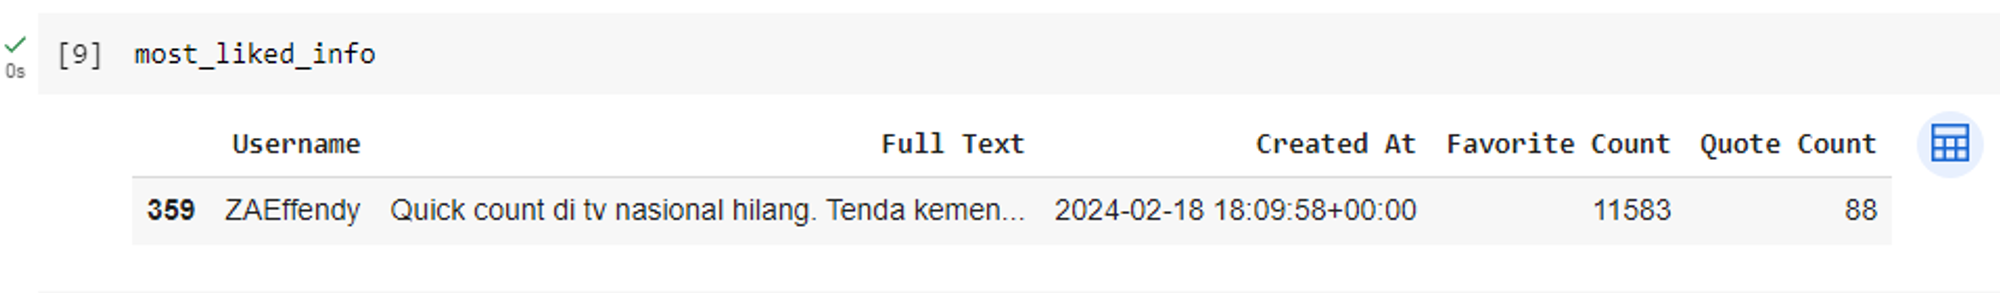 [9] most_liked_info
0s
Username Full Text Created At Favorite Count Quote Count
359 ZAEffendy Quick count di tv nasional hilang. Tenda kemen... 2024-02-18 18:09:58+00:00 11583 88